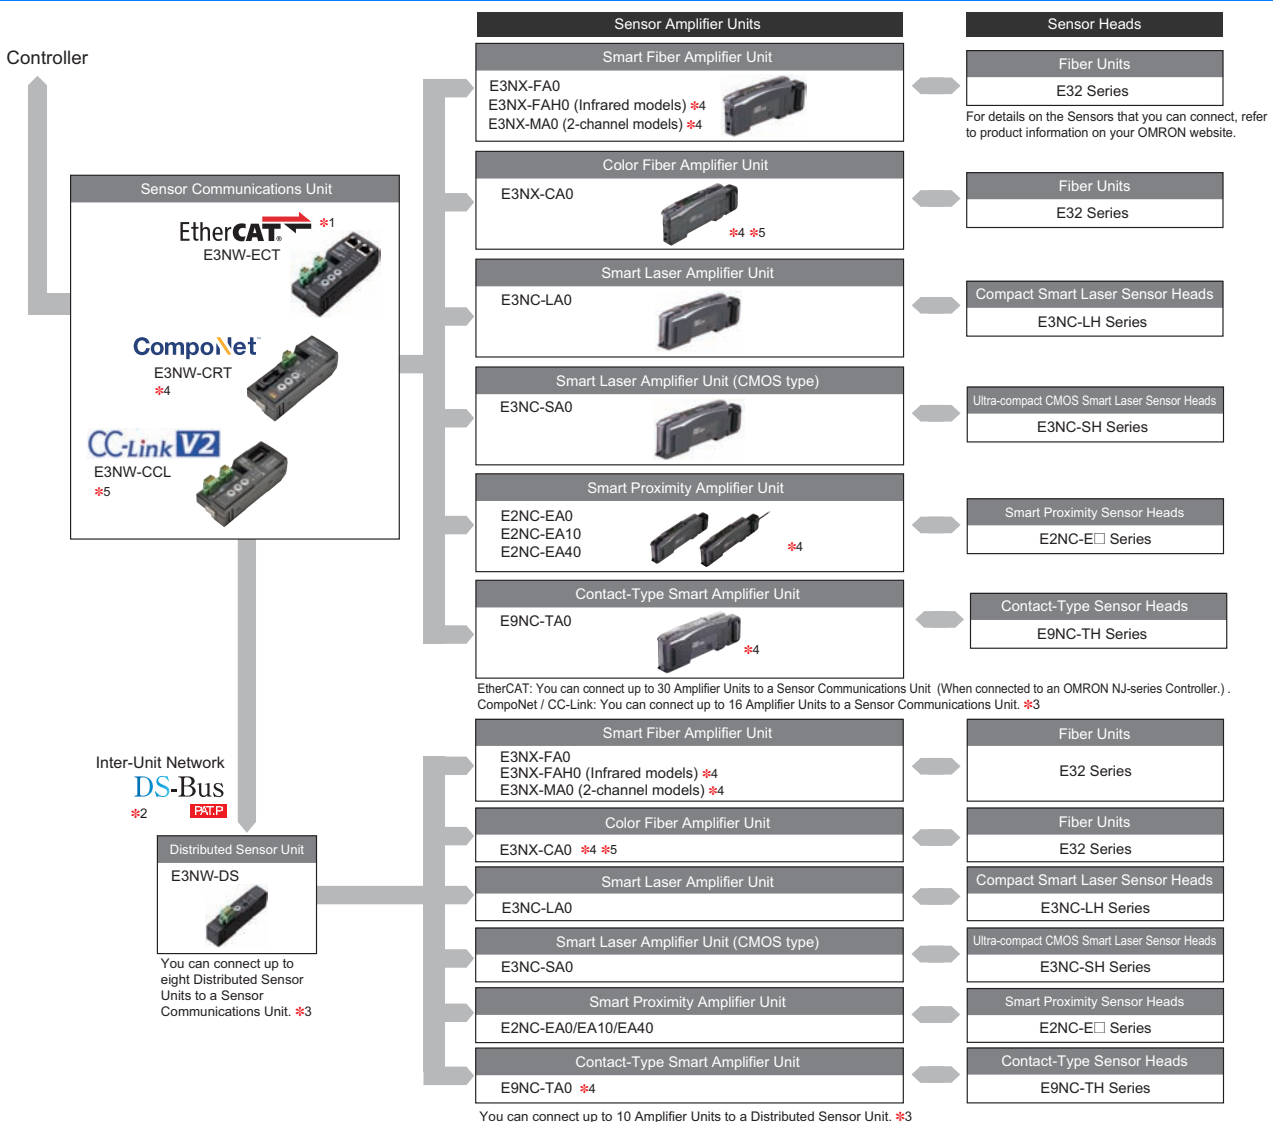 Sensor Amplifier Units
Sensor Heads
Controller
Smart Fiber Amplifier Unit
E3NX-FA0
E3NX-FAH0 (Infrared models) *4
E3NX-MA0 (2-channel models) *4
Fiber Units
E32 Series
For details on the Sensors that you can connect, refer
to product information on your OMRON website.
Sensor Communications Unit
EtherCAT® *1
E3NW-ECT
CompoNet
E3NW-CRT
*4
CC-Link V2
E3NW-CCL
*5
Color Fiber Amplifier Unit
E3NX-CA0
*4 *5
Fiber Units
E32 Series
Smart Laser Amplifier Unit
E3NC-LA0
Compact Smart Laser Sensor Heads
E3NC-LH Series
Smart Laser Amplifier Unit (CMOS type)
E3NC-SA0
Ultra-compact CMOS Smart Laser Sensor Heads
E3NC-SH Series
Smart Proximity Amplifier Unit
E2NC-EA0
E2NC-EA10
E2NC-EA40
*4
Smart Proximity Sensor Heads
E2NC-E□ Series
Contact-Type Smart Amplifier Unit
E9NC-TA0
*4
Contact-Type Sensor Heads
E9NC-TH Series
EtherCAT: You can connect up to 30 Amplifier Units to a Sensor Communications Unit (When connected to an OMRON NJ-series Controller.) .
CompoNet / CC-Link: You can connect up to 16 Amplifier Units to a Sensor Communications Unit. *3
Inter-Unit Network
DS-Bus
*2
PAT.P
Distributed Sensor Unit
E3NW-DS
You can connect up to
eight Distributed Sensor
Units to a Sensor
Communications Unit. *3
Smart Fiber Amplifier Unit
E3NX-FA0
E3NX-FAH0 (Infrared models) *4
E3NX-MA0 (2-channel models) *4
Fiber Units
E32 Series
Color Fiber Amplifier Unit
E3NX-CA0 *4 *5
Fiber Units
E32 Series
Smart Laser Amplifier Unit
E3NC-LA0
Compact Smart Laser Sensor Heads
E3NC-LH Series
Smart Laser Amplifier Unit (CMOS type)
E3NC-SA0
Ultra-compact CMOS Smart Laser Sensor Heads
E3NC-SH Series
Smart Proximity Amplifier Unit
E2NC-EA0/EA10/EA40
Smart Proximity Sensor Heads
E2NC-E□ Series
Contact-Type Smart Amplifier Unit
E9NC-TA0 *4
Contact-Type Sensor Heads
E9NC-TH Series
You can connect up to 10 Amplifier Units to a Distributed Sensor Unit. *3